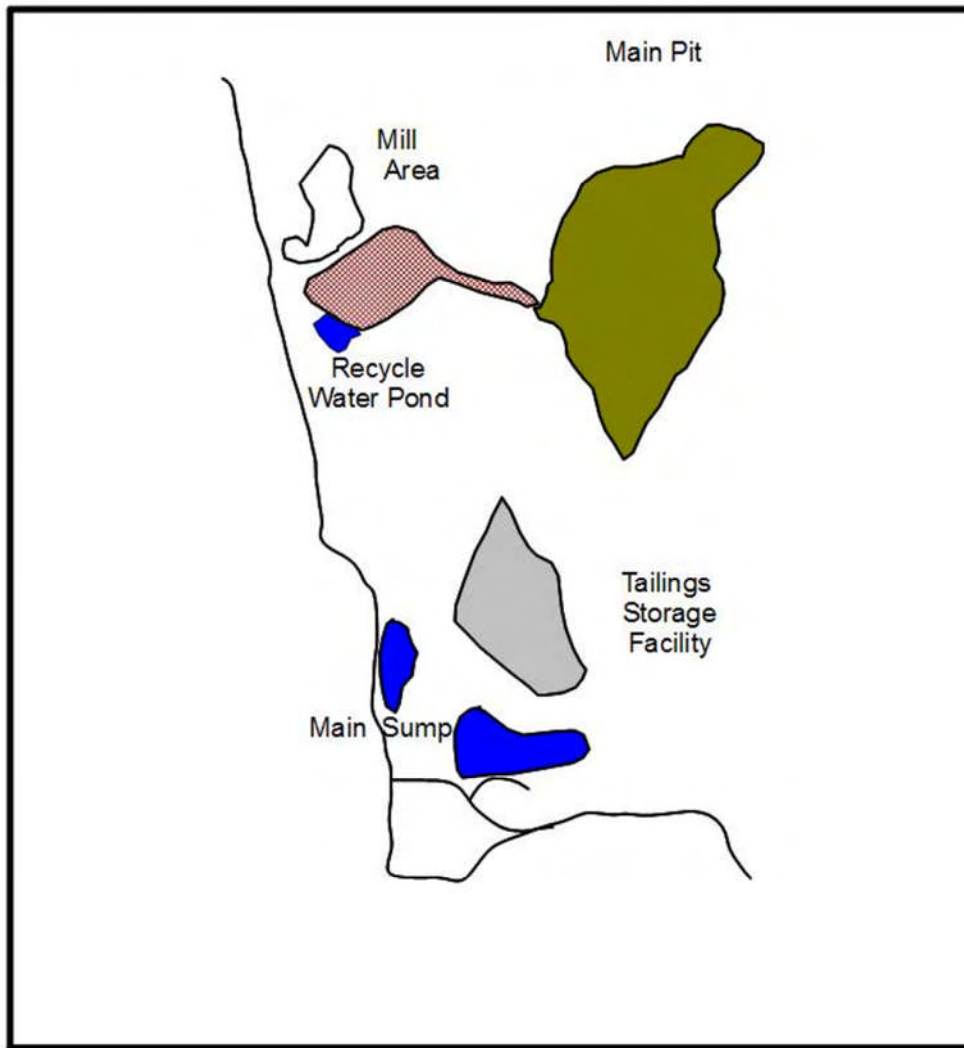 Main Pit
Mill
Area
Recycle
Water Pond
Tailings
Storage
Facility
Main Sump